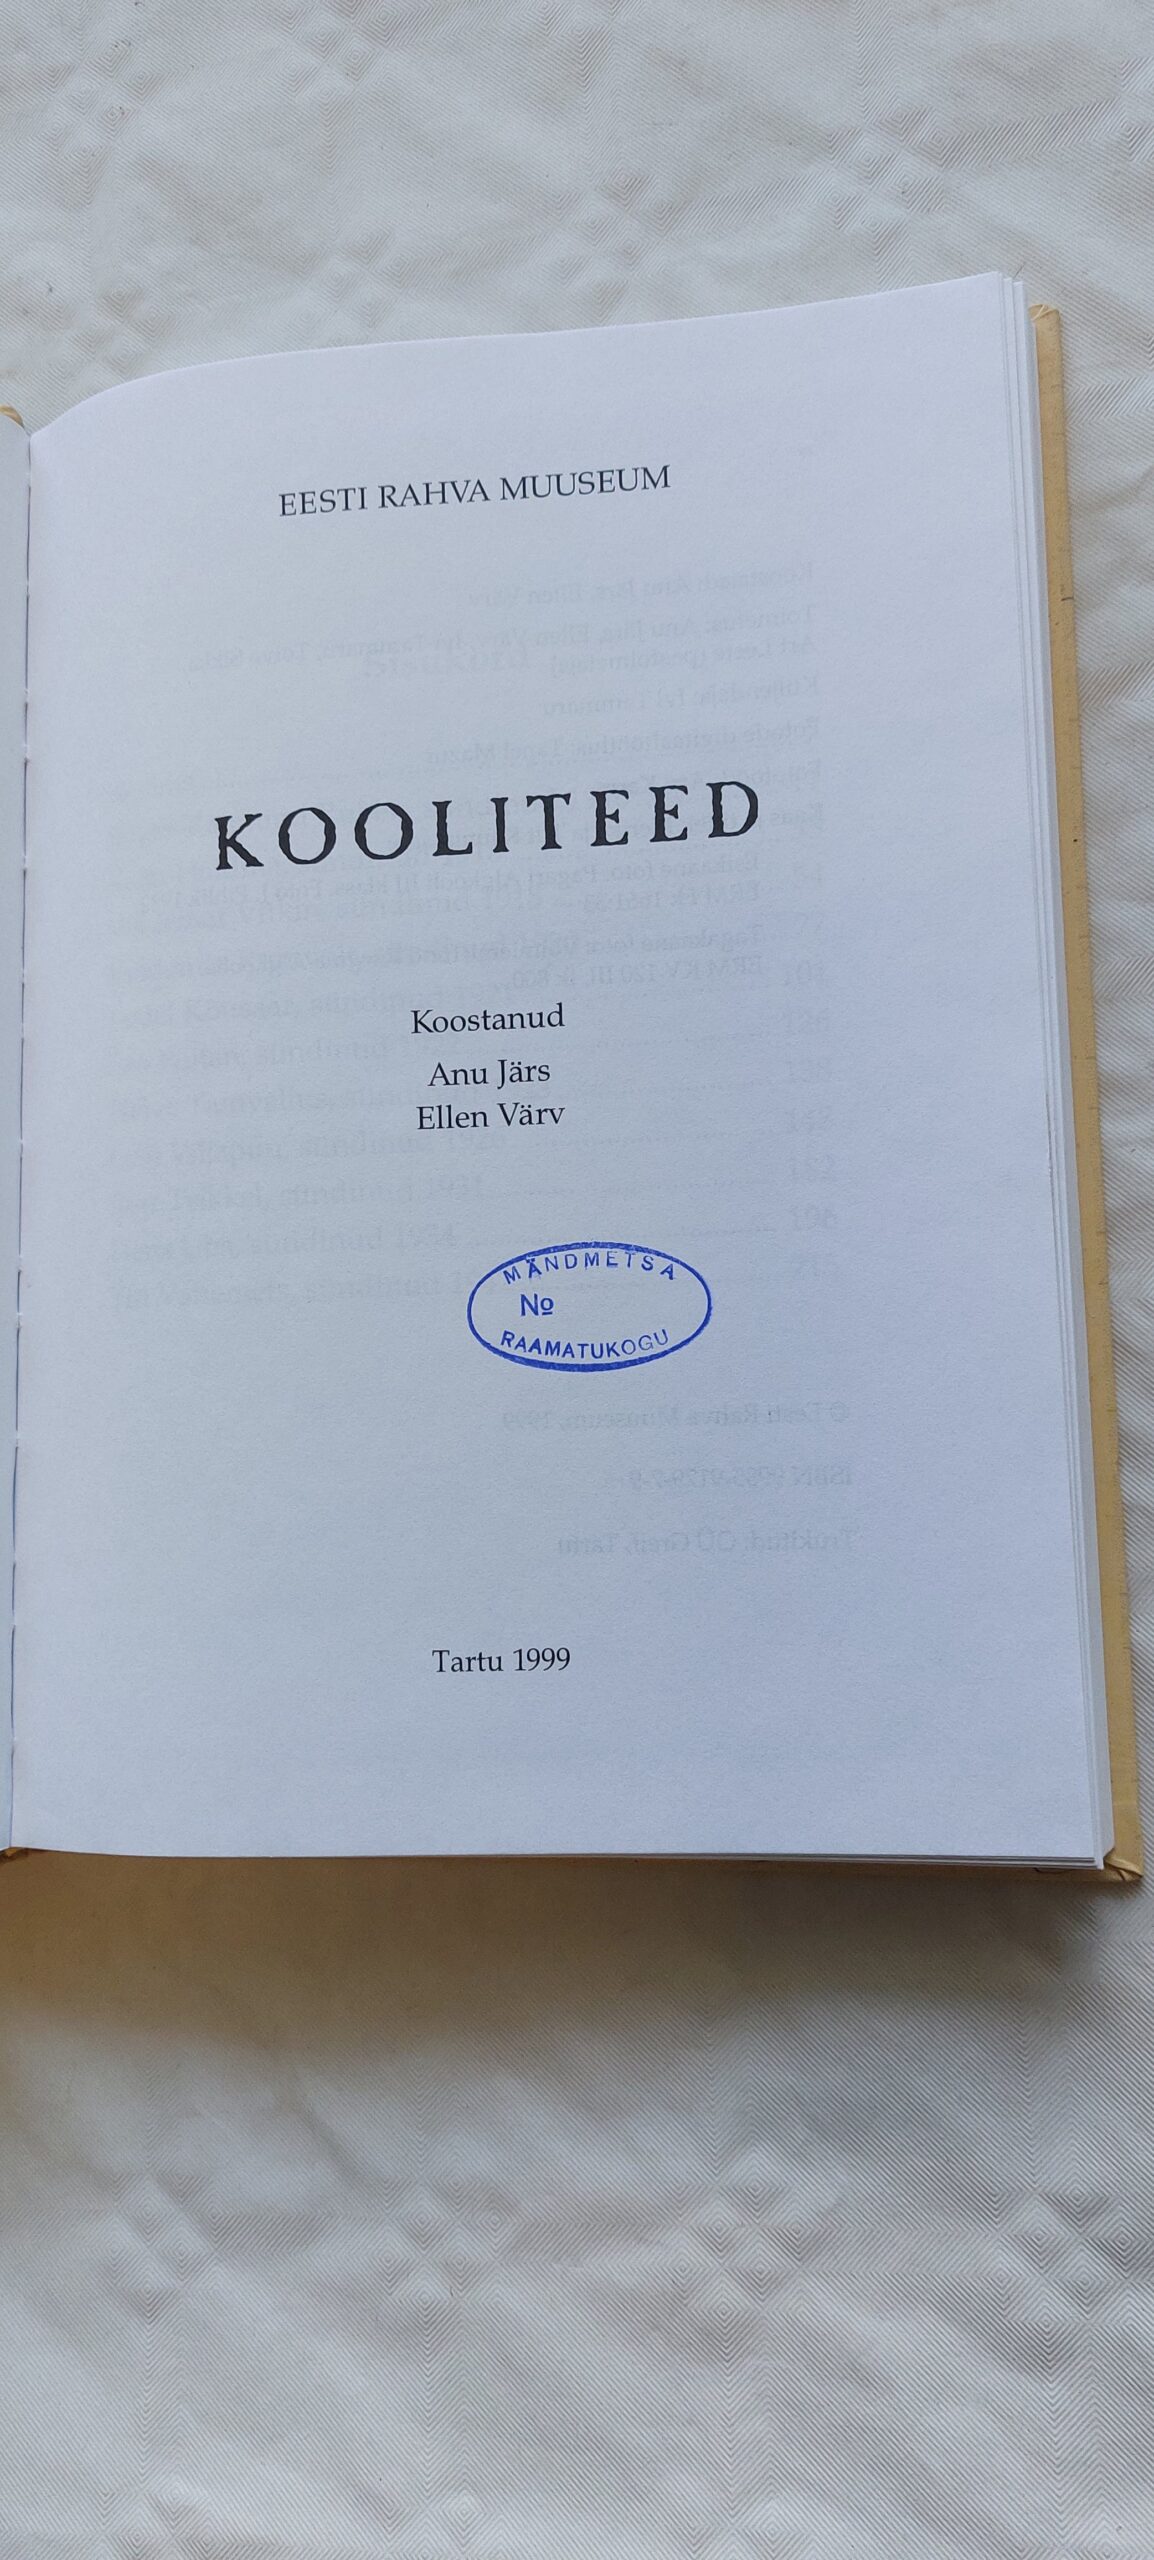 EESTI RAHVA MUUSEUM
KOOLITEED
Koostanud
Anu Järs
Ellen Värv
MÄNDMETSA
№
RAAMATUKOGU
Tartu 1999